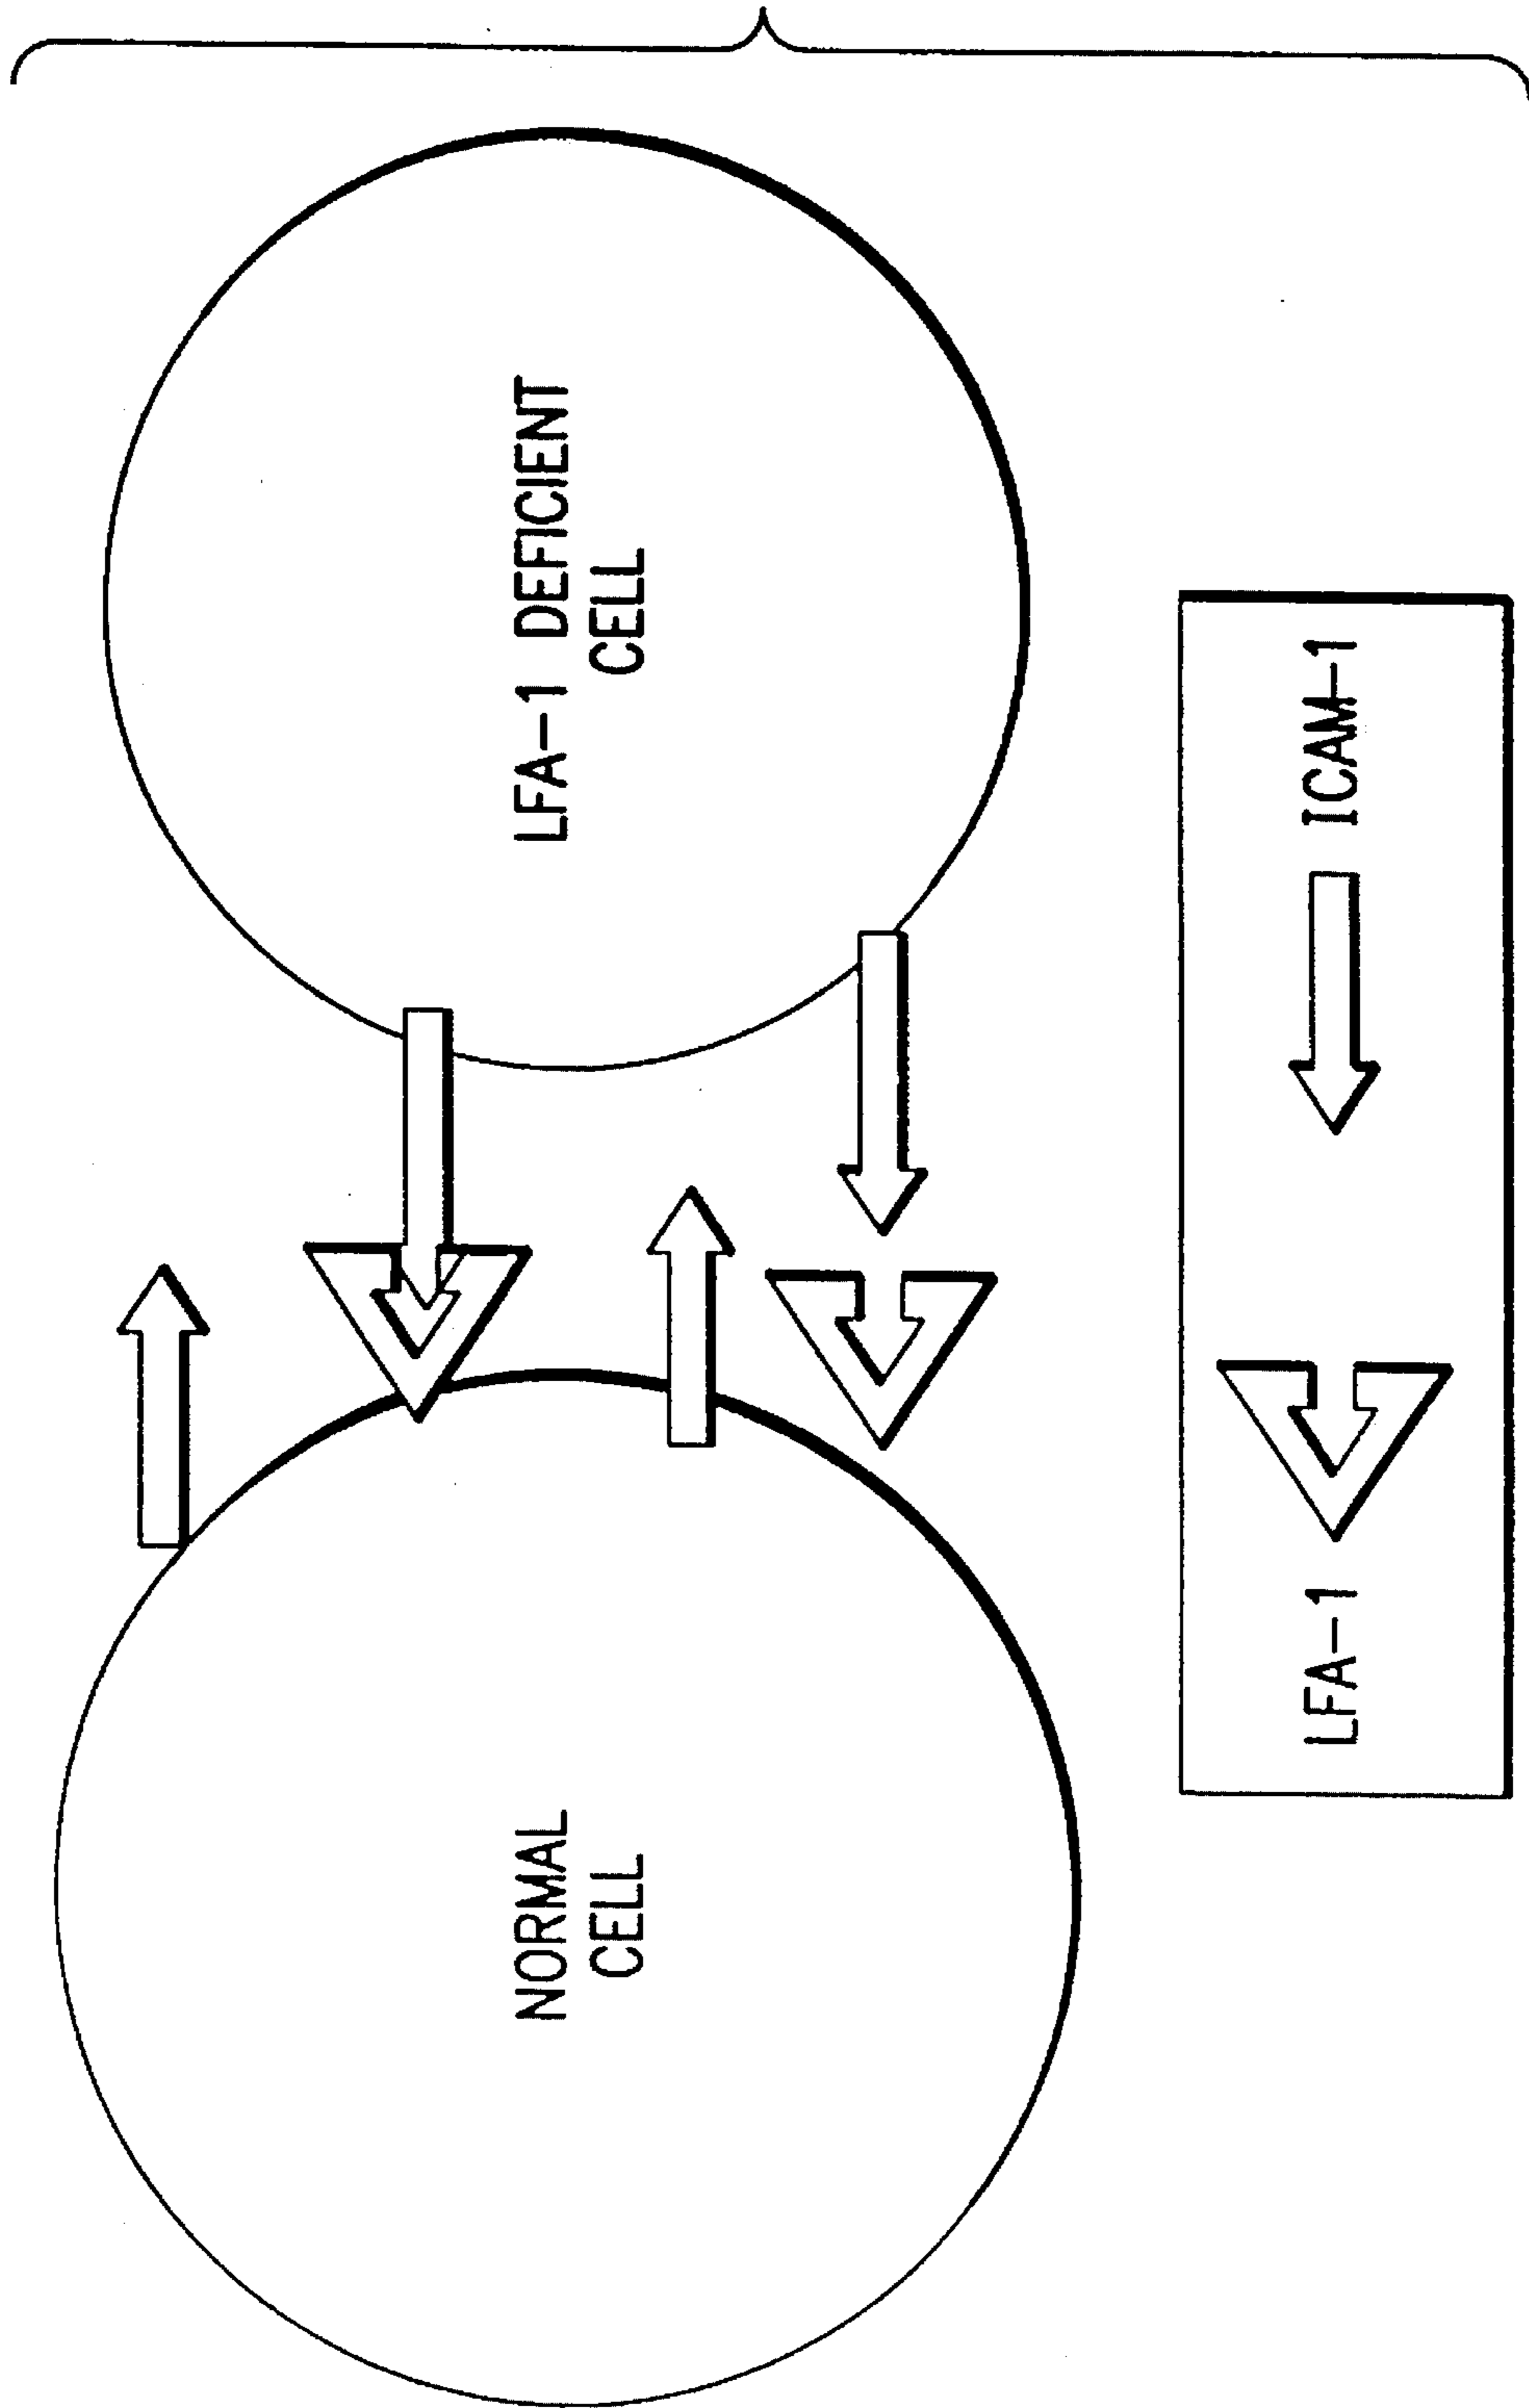 NORMAL
CELL
LFA-1 DEFICIENT
CELL
LFA-1
ICAM-1